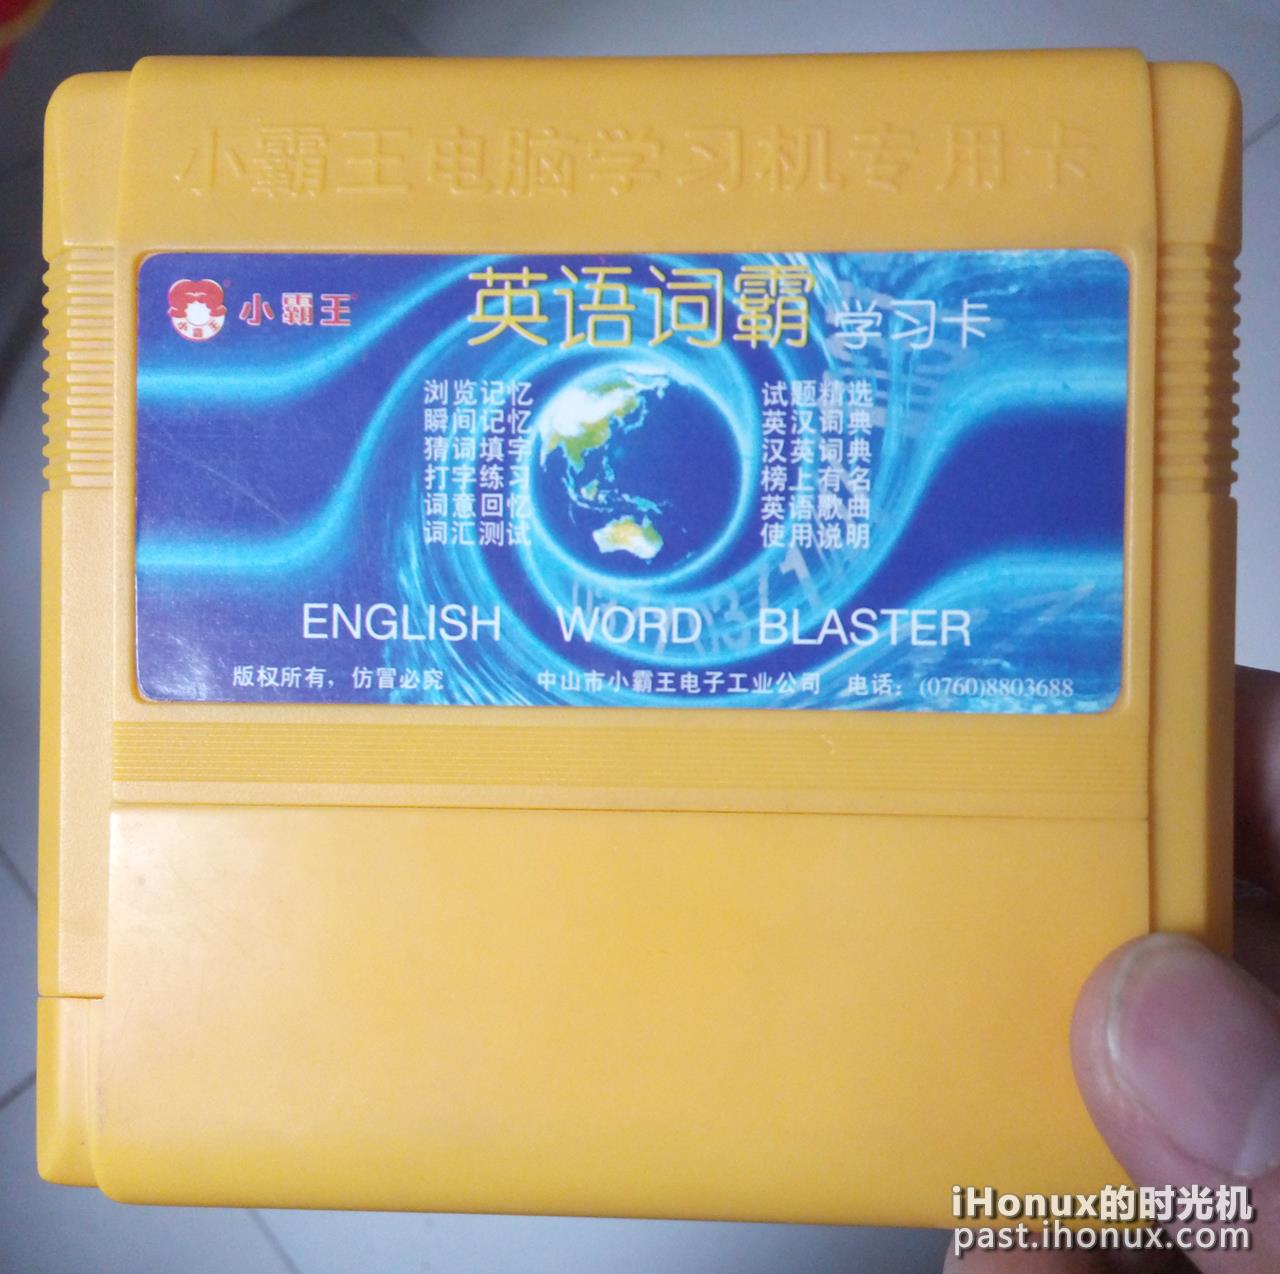 小霸王电脑学习机专用卡
小霸王
小霸王
英语词霸 学习卡
浏览记忆
瞬间记忆
猜词填字
打字练习
词意回忆
词汇测试
试题精选
英汉词典
汉英词典
榜上有名
英语歌曲
使用说明
ENGLISH WORD BLASTER
版权所有，仿冒必究 中山市小霸王电子工业公司 电话：(0760)8803688
iHonux的时光机
past.ihonux.com